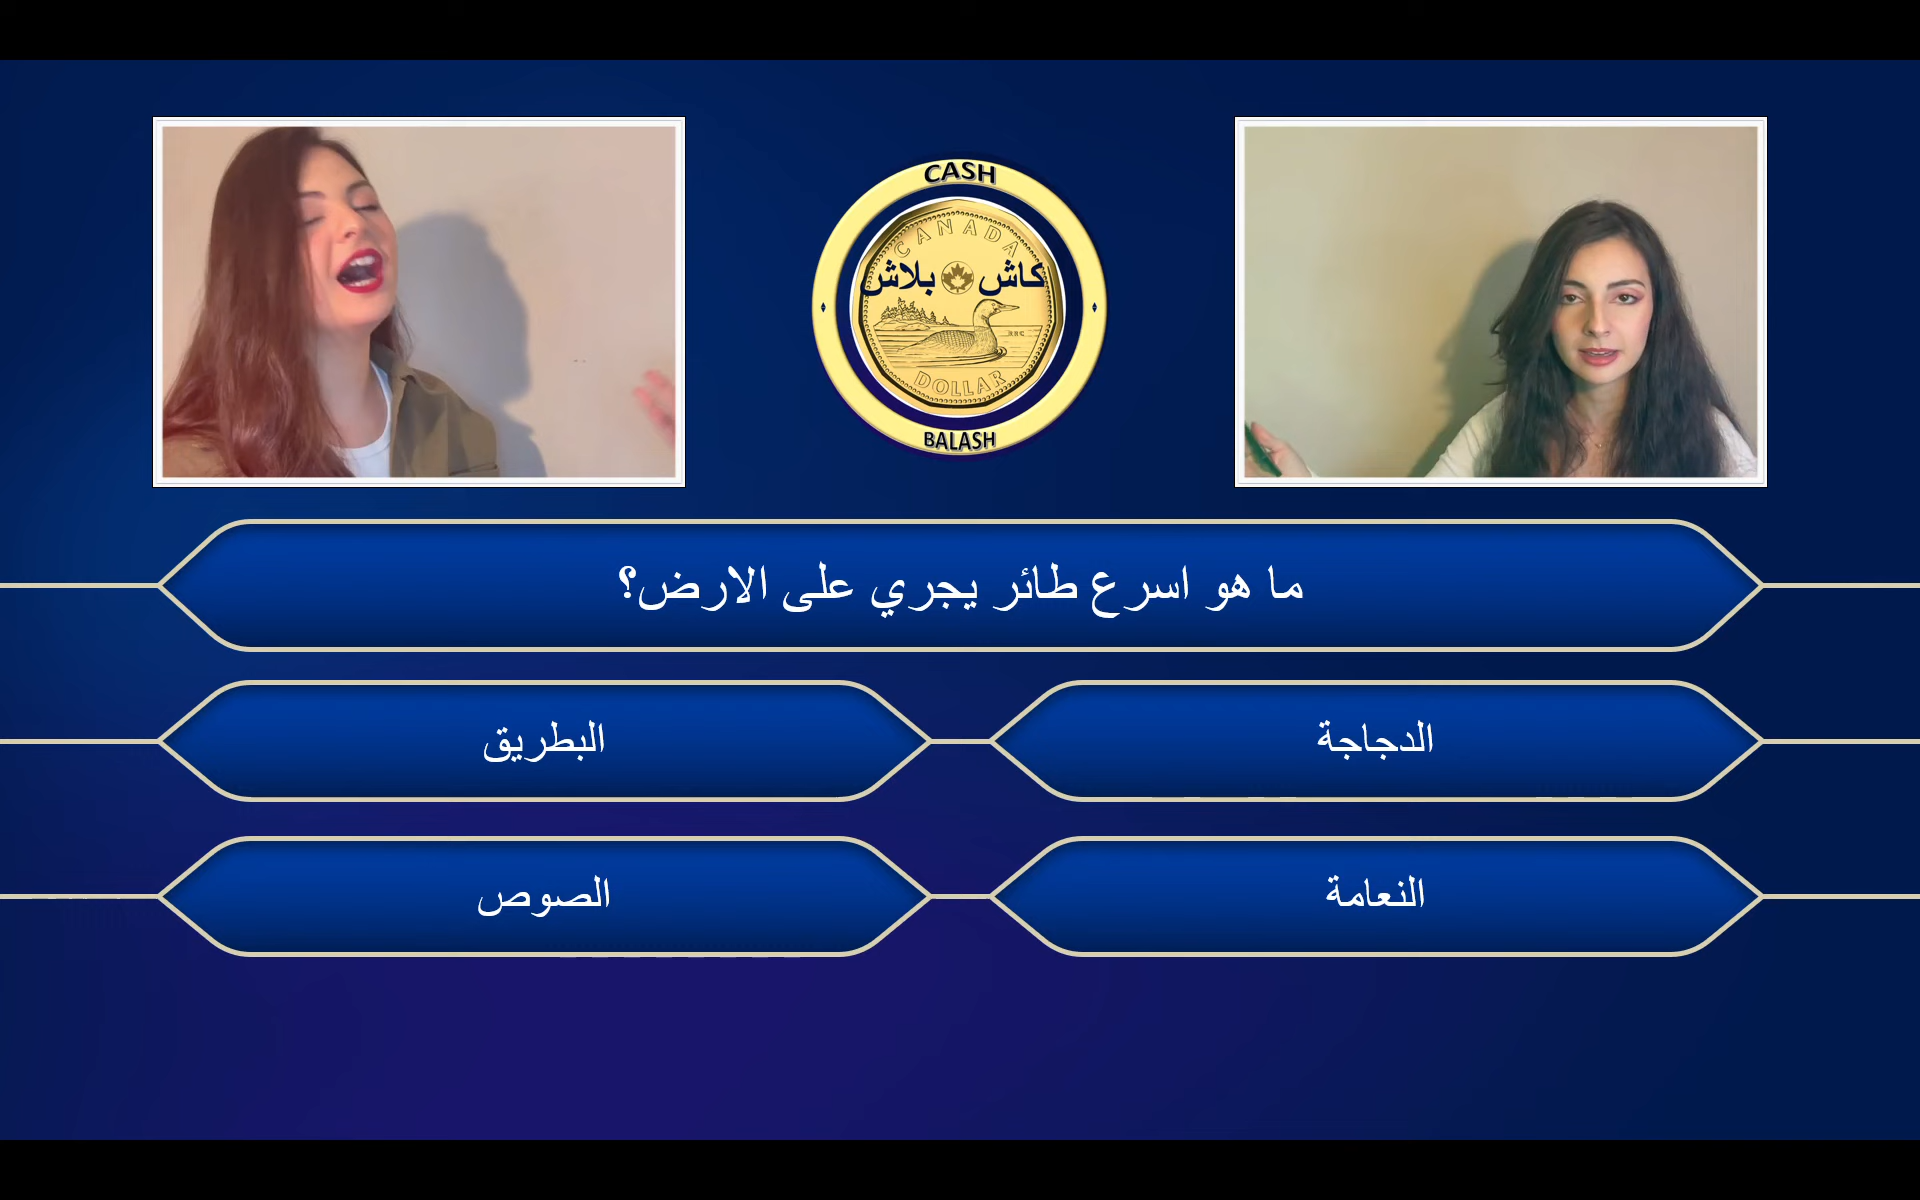 CASH
CANADA
كاش بلاش
DOLLAR
BALASH
ما هو اسرع طائر يجري على الارض؟
الدجاجة
البطريق
النعامة
الصوص